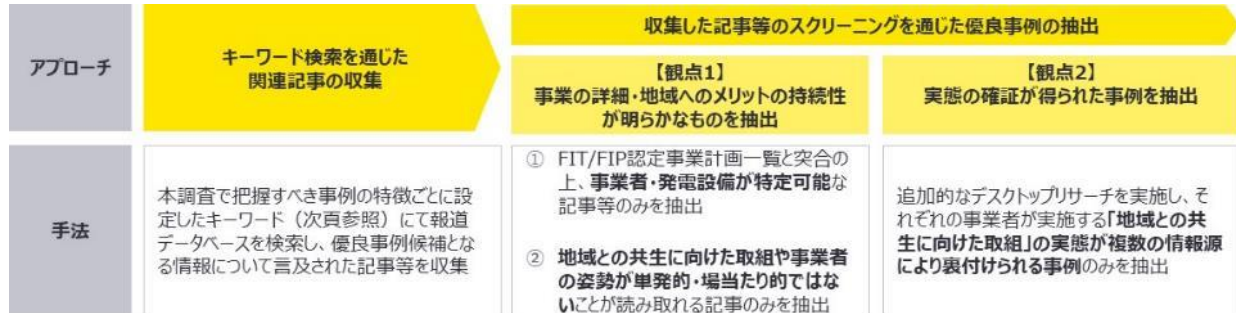 アプローチ
キーワード検索を通じた
関連記事の収集
収集した記事等のスクリーニングを通じた優良事例の抽出
【観点1】
事業の詳細・地域へのメリットの持続性
が明らかなものを抽出
【観点2】
実態の確証が得られた事例を抽出
手法
本調査で把握すべき事例の特徴ごとに設
定したキーワード（次頁参照）にて報道
データベースを検索し、優良事例候補とな
る情報について言及された記事等を収集
① FIT/FIP認定事業計画一覧と突合の
上、事業者・発電設備が特定可能な
記事等のみを抽出
② 地域との共生に向けた取組や事業者
の姿勢が単発的・場当たり的ではな
いことが読み取れる記事のみを抽出
追加的なデスクトップリサーチを実施し、そ
れぞれの事業者が実施する「地域との共
生に向けた取組」の実態が複数の情報源
により裏付けられる事例のみを抽出